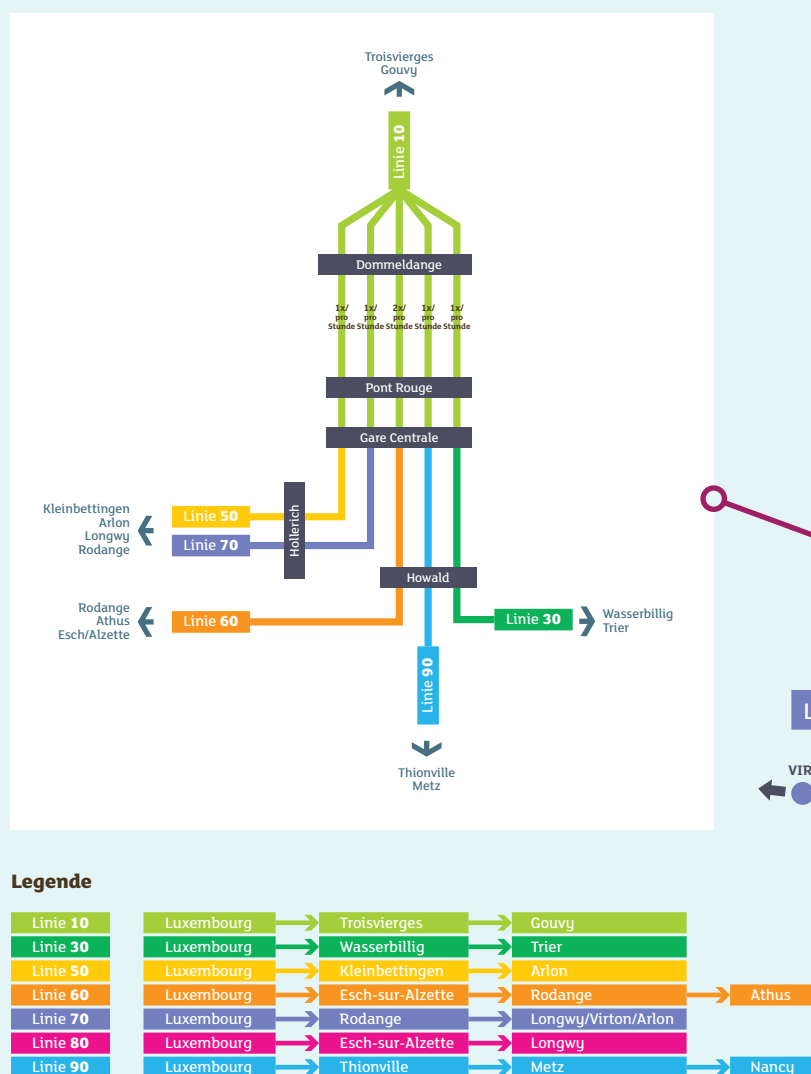 Troisvierges
Gouvy
Linie 10
Dommeldange
1x/ 1x/ 2x/ 1x/ 1x/
pro pro pro pro pro
Stunde Stunde Stunde Stunde Stunde
Pont Rouge
Gare Centrale
Kleinbettingen
Arlon
Longwy
Rodange
Linie 50
Linie 70
Hollerich
Howald
Rodange
Athus
Esch/Alzette
Linie 60
Linie 30
Wasserbillig
Trier
Linie 90
Thionville
Metz
L
VIR
Legende
Linie 10 Luxembourg Troisvierges Gouvy
Linie 30 Luxembourg Wasserbillig Trier
Linie 50 Luxembourg Kleinbettingen Arlon
Linie 60 Luxembourg Esch-sur-Alzette Rodange Athus
Linie 70 Luxembourg Rodange Longwy/Virton/Arlon
Linie 80 Luxembourg Esch-sur-Alzette Longwy
Linie 90 Luxembourg Thionville Metz Nancy